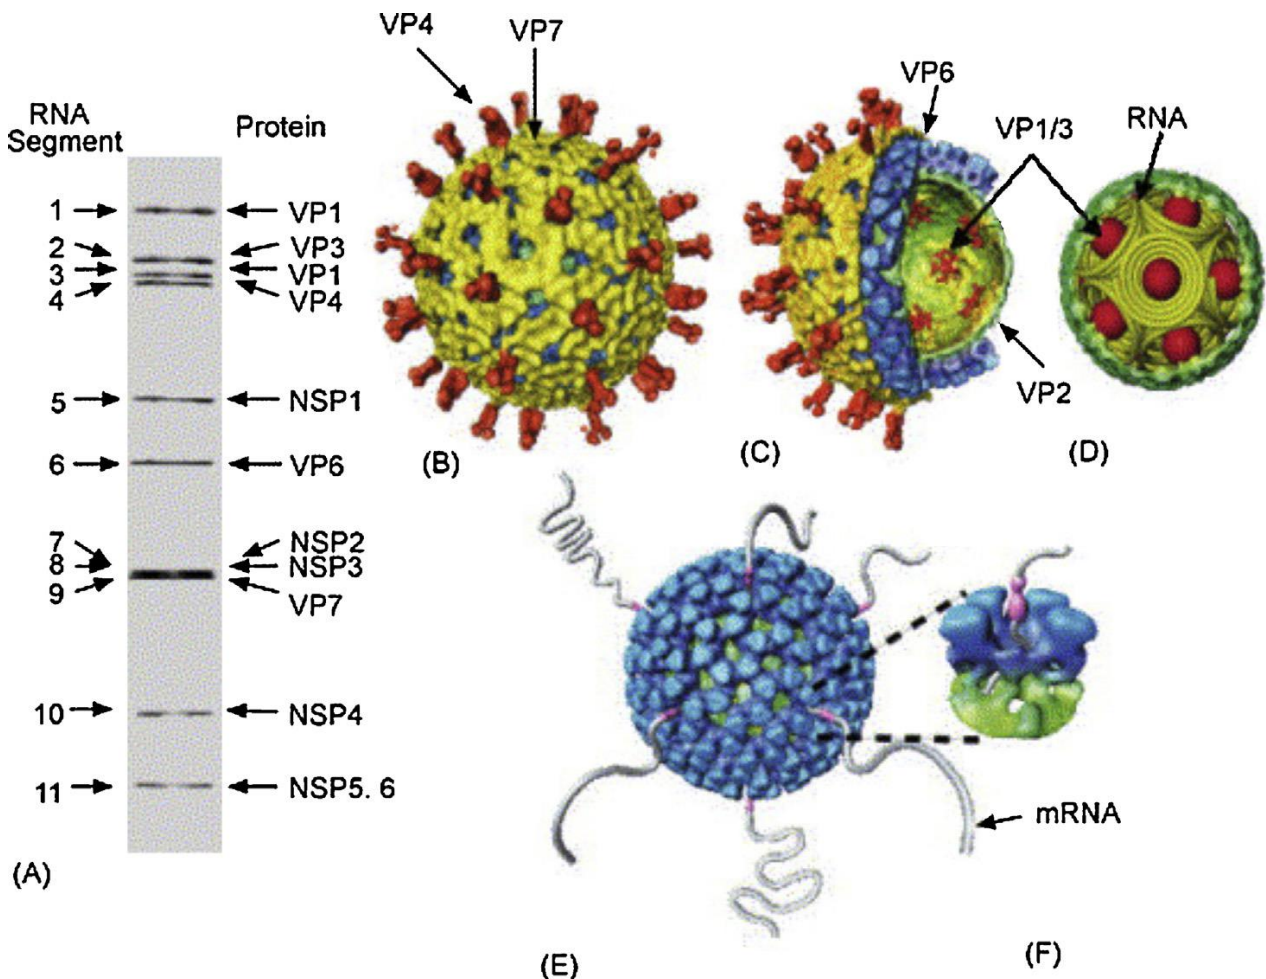 RNA
Segment
Protein
1
2
3
4
5
6
7
8
9
10
11
VP1
VP3
VP1
VP4
NSP1
VP6
NSP2
NSP3
VP7
NSP4
NSP5. 6
(A)
VP4
VP7
(B)
VP6
VP1/3
RNA
VP2
(C)
(D)
mRNA
(E)
(F)